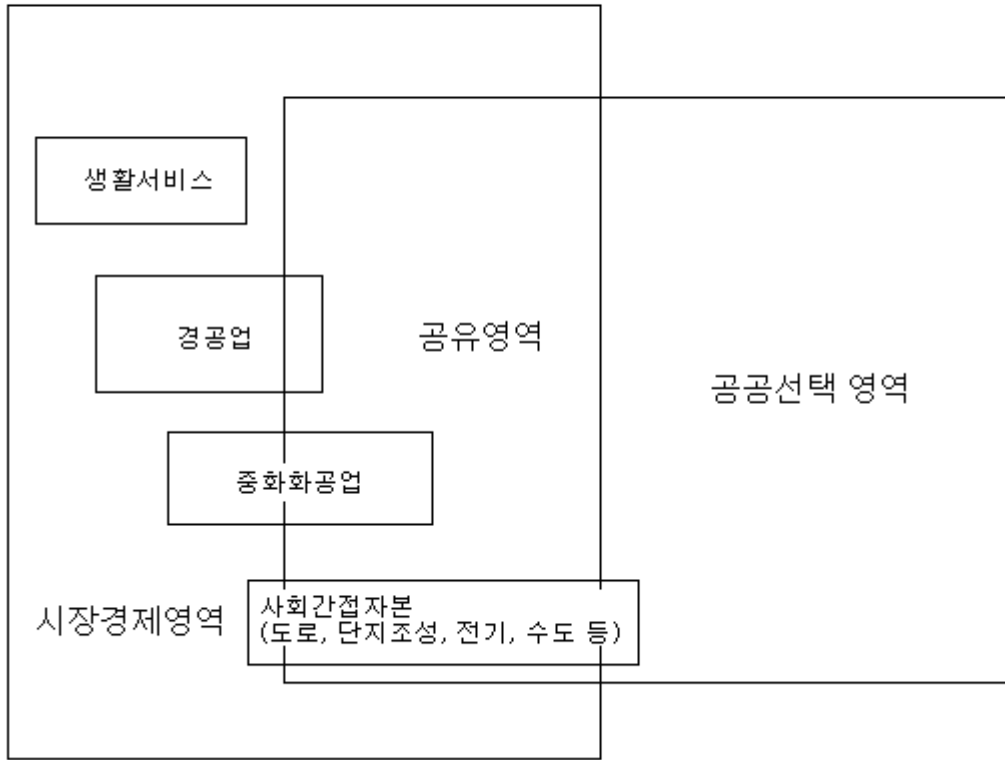 생활서비스
경공업
공유영역
공공선택 영역
중화화공업
시장경제영역
사회간접자본
(도로, 단지조성, 전기, 수도 등)